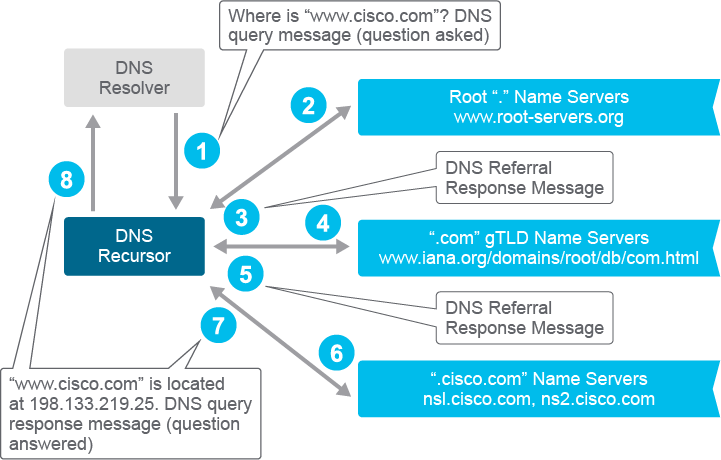 Where is “www.cisco.com”? DNS
query message (question asked)
DNS
Resolver
1
2
Root “.” Name Servers
www.root-servers.org
8
3
DNS Referral
Response Message
DNS
Recursor
4
“.com” gTLD Name Servers
www.iana.org/domains/root/db/com.html
5
DNS Referral
Response Message
7
6
“.cisco.com” Name Servers
nsl.cisco.com, ns2.cisco.com
“www.cisco.com” is located
at 198.133.219.25. DNS query
response message (question
answered)